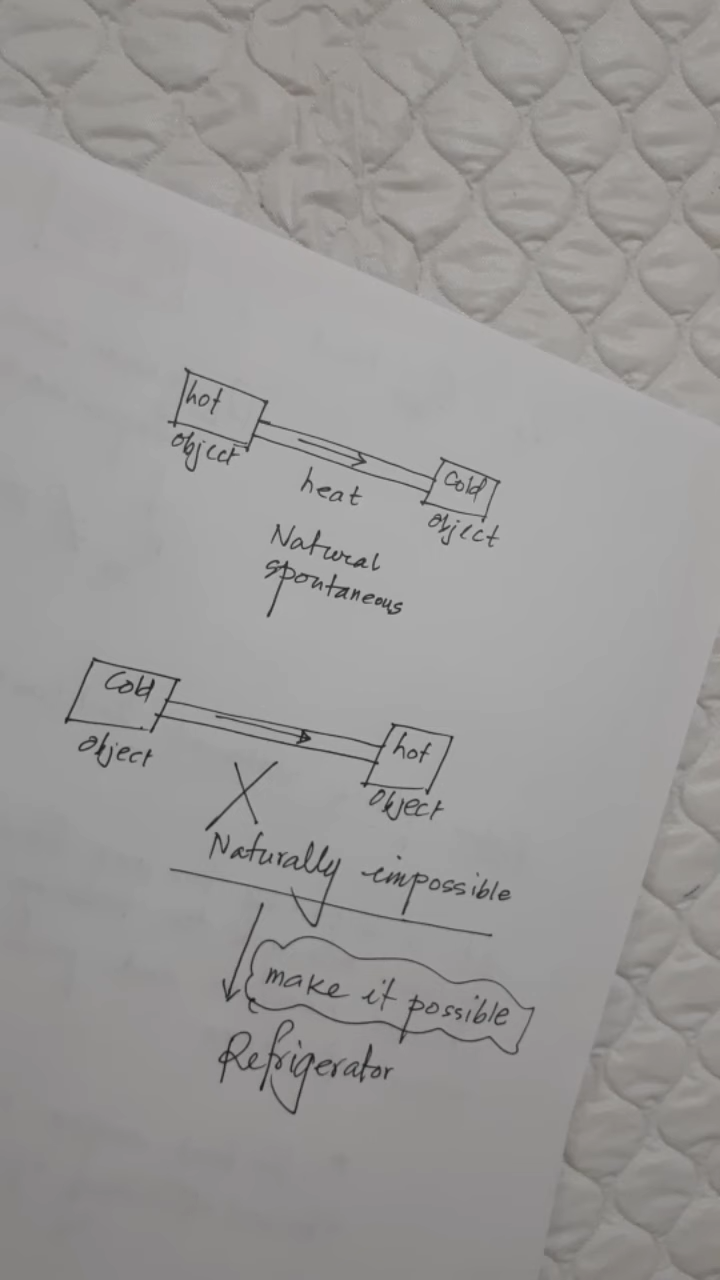 hot
object
heat
Cold
object
Natural
spontaneous
Cold
object
hot
object
Naturally impossible
make it possible
Refrigerator